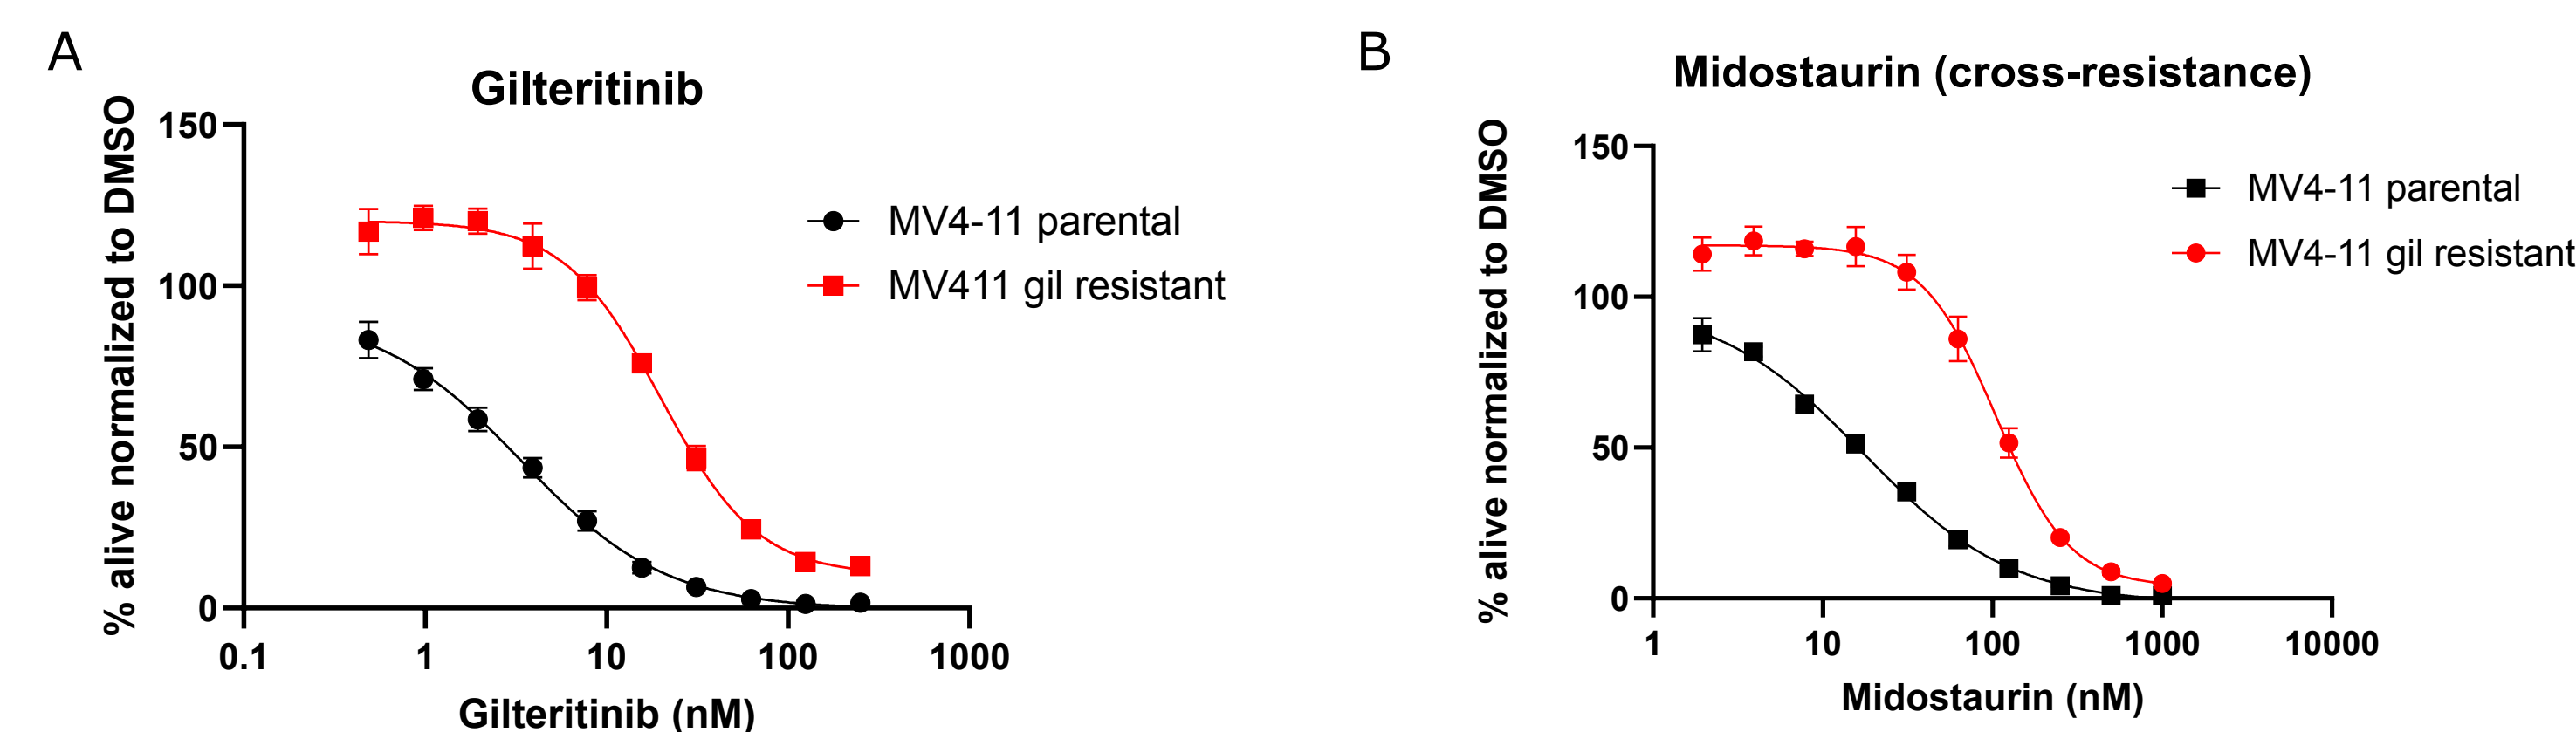 A
Gilteritinib
% alive normalized to DMSO
150
100
50
0
0.1
1
10
100
1000
Gilteritinib (nM)
MV4-11 parental
MV411 gil resistant
B
Midostaurin (cross-resistance)
% alive normalized to DMSO
150
100
50
0
1
10
100
1000
10000
Midostaurin (nM)
MV4-11 parental
MV4-11 gil resistant